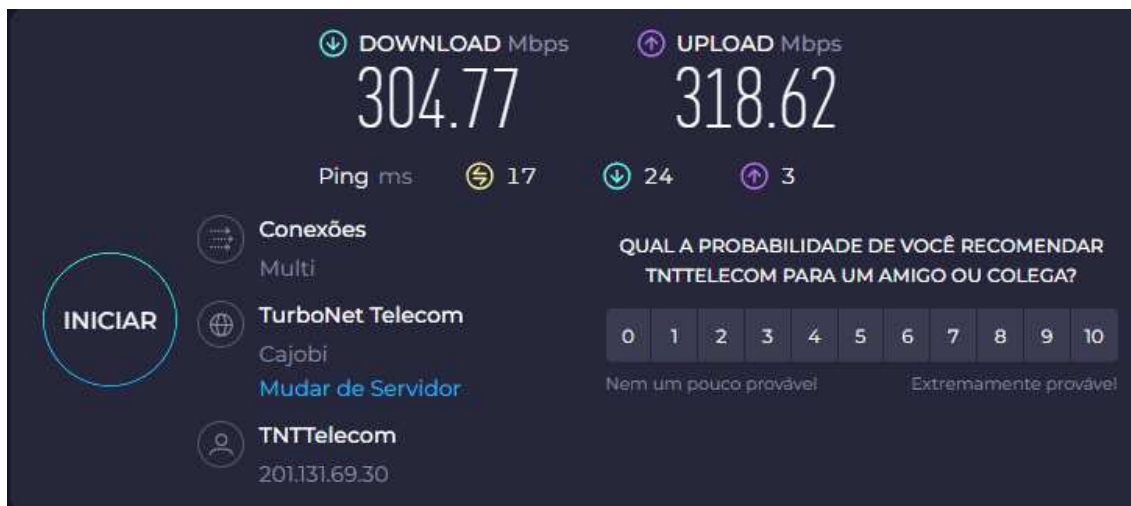 DOWNLOAD Mbps
UPLOAD Mbps
304.77
318.62
Ping ms 17 24 3
INICIAR
Conexões
Multi
TurboNet Telecom
Cajobi
Mudar de Servidor
TNTTelecom
201.131.69.30
QUAL A PROBABILIDADE DE VOCÊ RECOMENDAR
TNTTELECOM PARA UM AMIGO OU COLEGA?
0 1 2 3 4 5 6 7 8 9 10
Nem um pouco provável
Extremamente provável